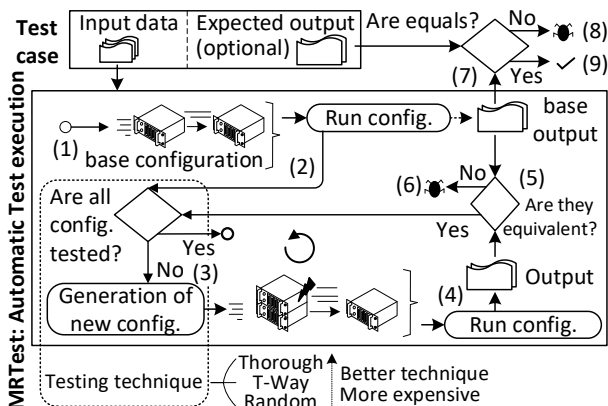 Test case
Input data
Expected output (optional)
Are equals?
No
(8)
(9)
(7)
Yes
MRTest: Automatic Test execution
(1)
base configuration
Run config.
(2)
base output
(6)
No
(5)
Are they equivalent?
Yes
Are all config. tested?
Yes
No
(3)
Generation of new config.
(4)
Output
Run config.
Testing technique
Thorough
T-Way
Random
Better technique
More expensive